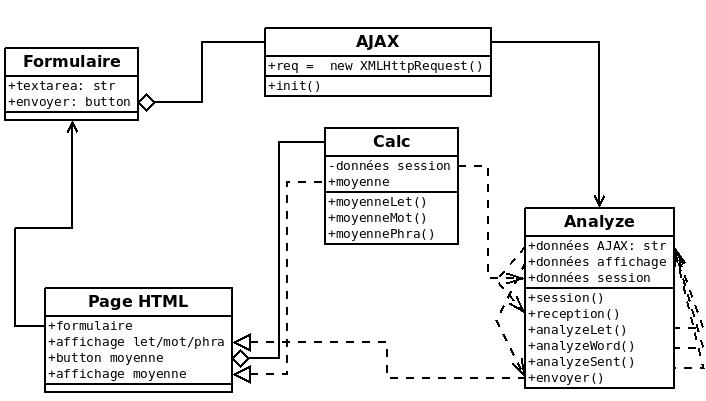 Formulaire
+textarea: str
+envoyer: button
AJAX
+req =  new XMLHttpRequest()
+init()
Calc
-données session
+moyenne
+moyenneLet()
+moyenneMot()
+moyennePhra()
Analyze
+données AJAX: str
+données affichage
+données session
+session()
+reception()
+analyzeLet()
+analyzeWord()
+analyzeSent()
+envoyer()
Page HTML
+formulaire
+affichage let/mot/phra
+button moyenne
+affichage moyenne